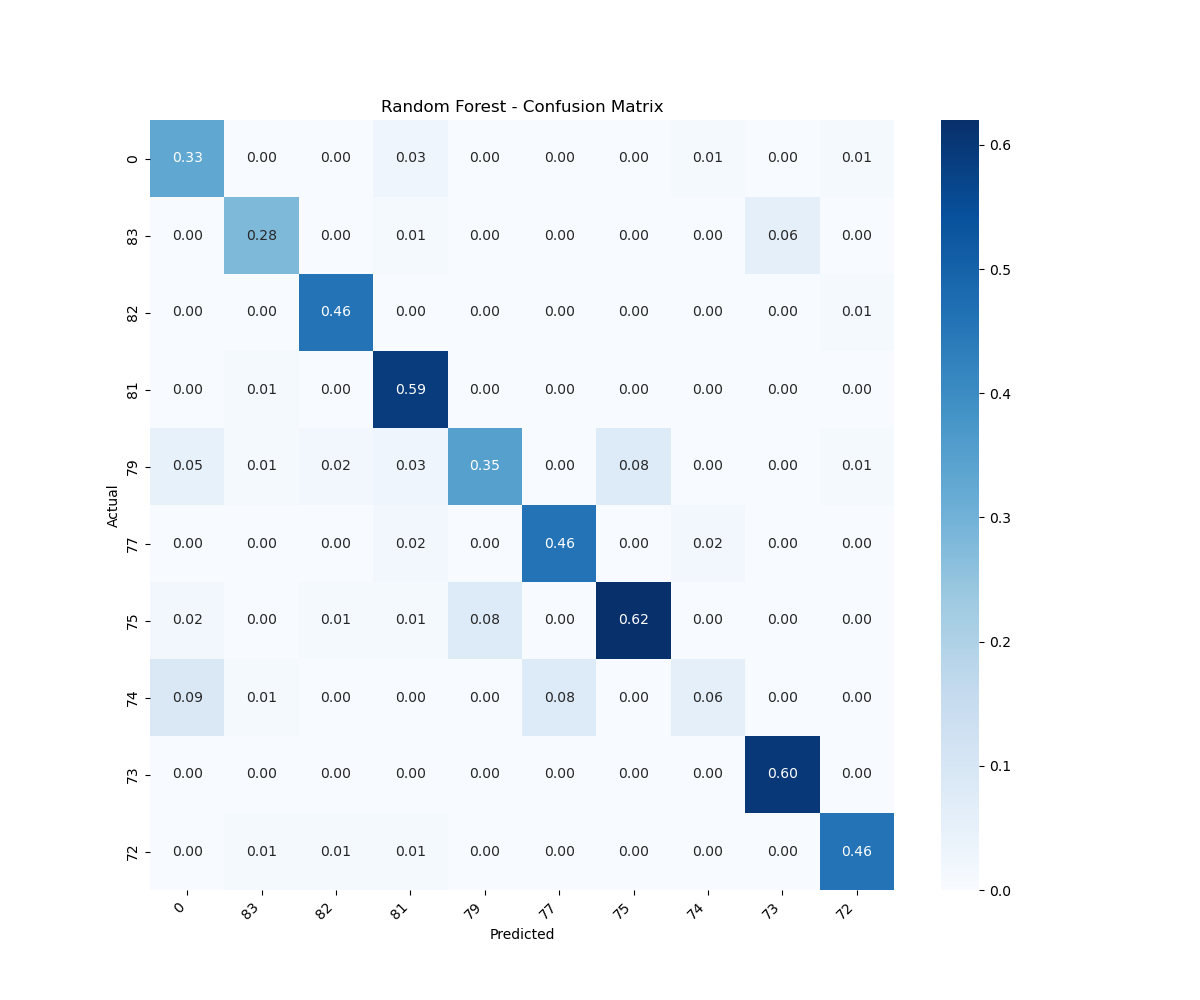 Random Forest - Confusion Matrix
0 0.33 0.00 0.00 0.03 0.00 0.00 0.00 0.01 0.00 0.01
83 0.00 0.28 0.00 0.01 0.00 0.00 0.00 0.00 0.06 0.00
82 0.00 0.00 0.46 0.00 0.00 0.00 0.00 0.00 0.00 0.01
81 0.00 0.01 0.00 0.59 0.00 0.00 0.00 0.00 0.00 0.00
79 0.05 0.01 0.02 0.03 0.35 0.00 0.08 0.00 0.00 0.01
77 0.00 0.00 0.00 0.02 0.00 0.46 0.00 0.02 0.00 0.00
75 0.02 0.00 0.01 0.01 0.08 0.00 0.62 0.00 0.00 0.00
74 0.09 0.01 0.00 0.00 0.00 0.08 0.00 0.06 0.00 0.00
73 0.00 0.00 0.00 0.00 0.00 0.00 0.00 0.00 0.60 0.00
72 0.00 0.01 0.01 0.01 0.00 0.00 0.00 0.00 0.00 0.46
0 83 82 81 79 77 75 74 73 72
Predicted
Actual
0.6
0.5
0.4
0.3
0.2
0.1
0.0